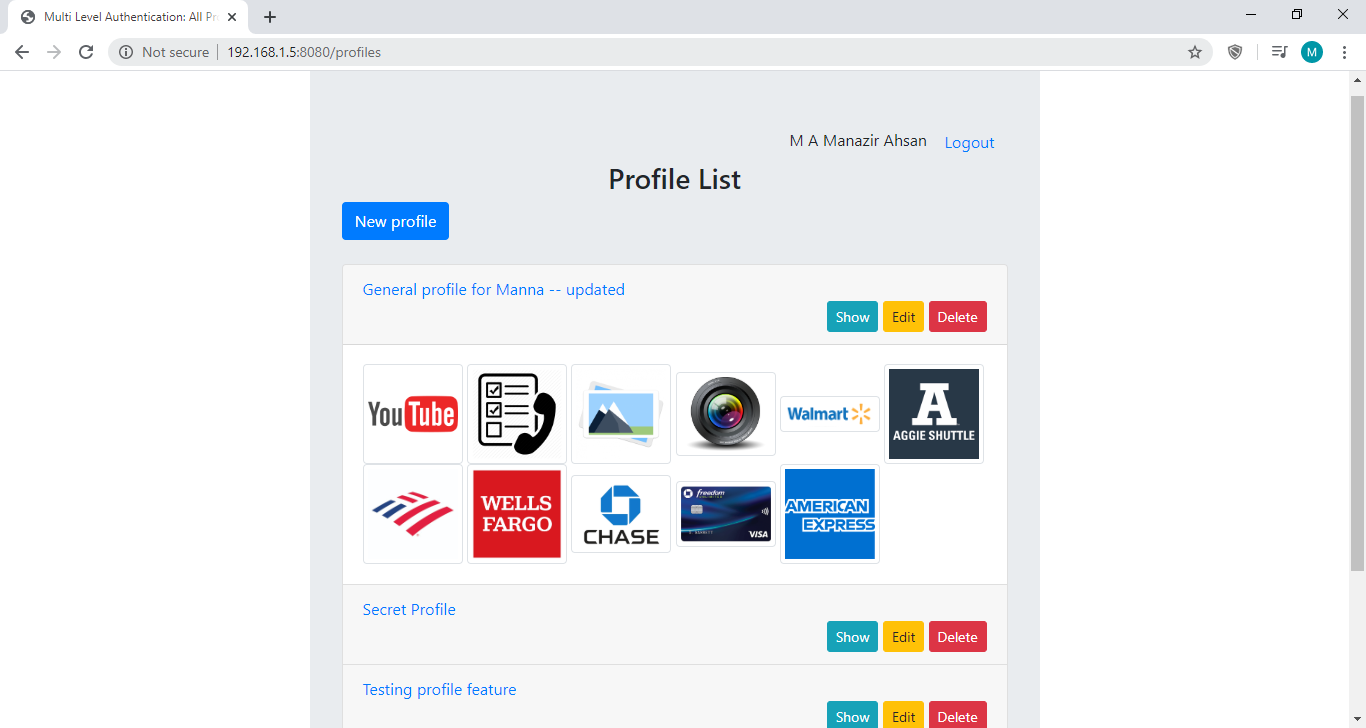 Multi Level Authentication: All Pr
Not secure
192.168.1.5:8080/profiles
M
M A Manazir Ahsan
Logout
Profile List
New profile
General profile for Manna -- updated
Show
Edit
Delete
YouTube
Walmart
A
AGGIE SHUTTLE
WELLS
FARGO
CHASE
freedom
VISA
AMERICAN
EXPRESS
Secret Profile
Show
Edit
Delete
Testing profile feature
Show
Edit
Delete